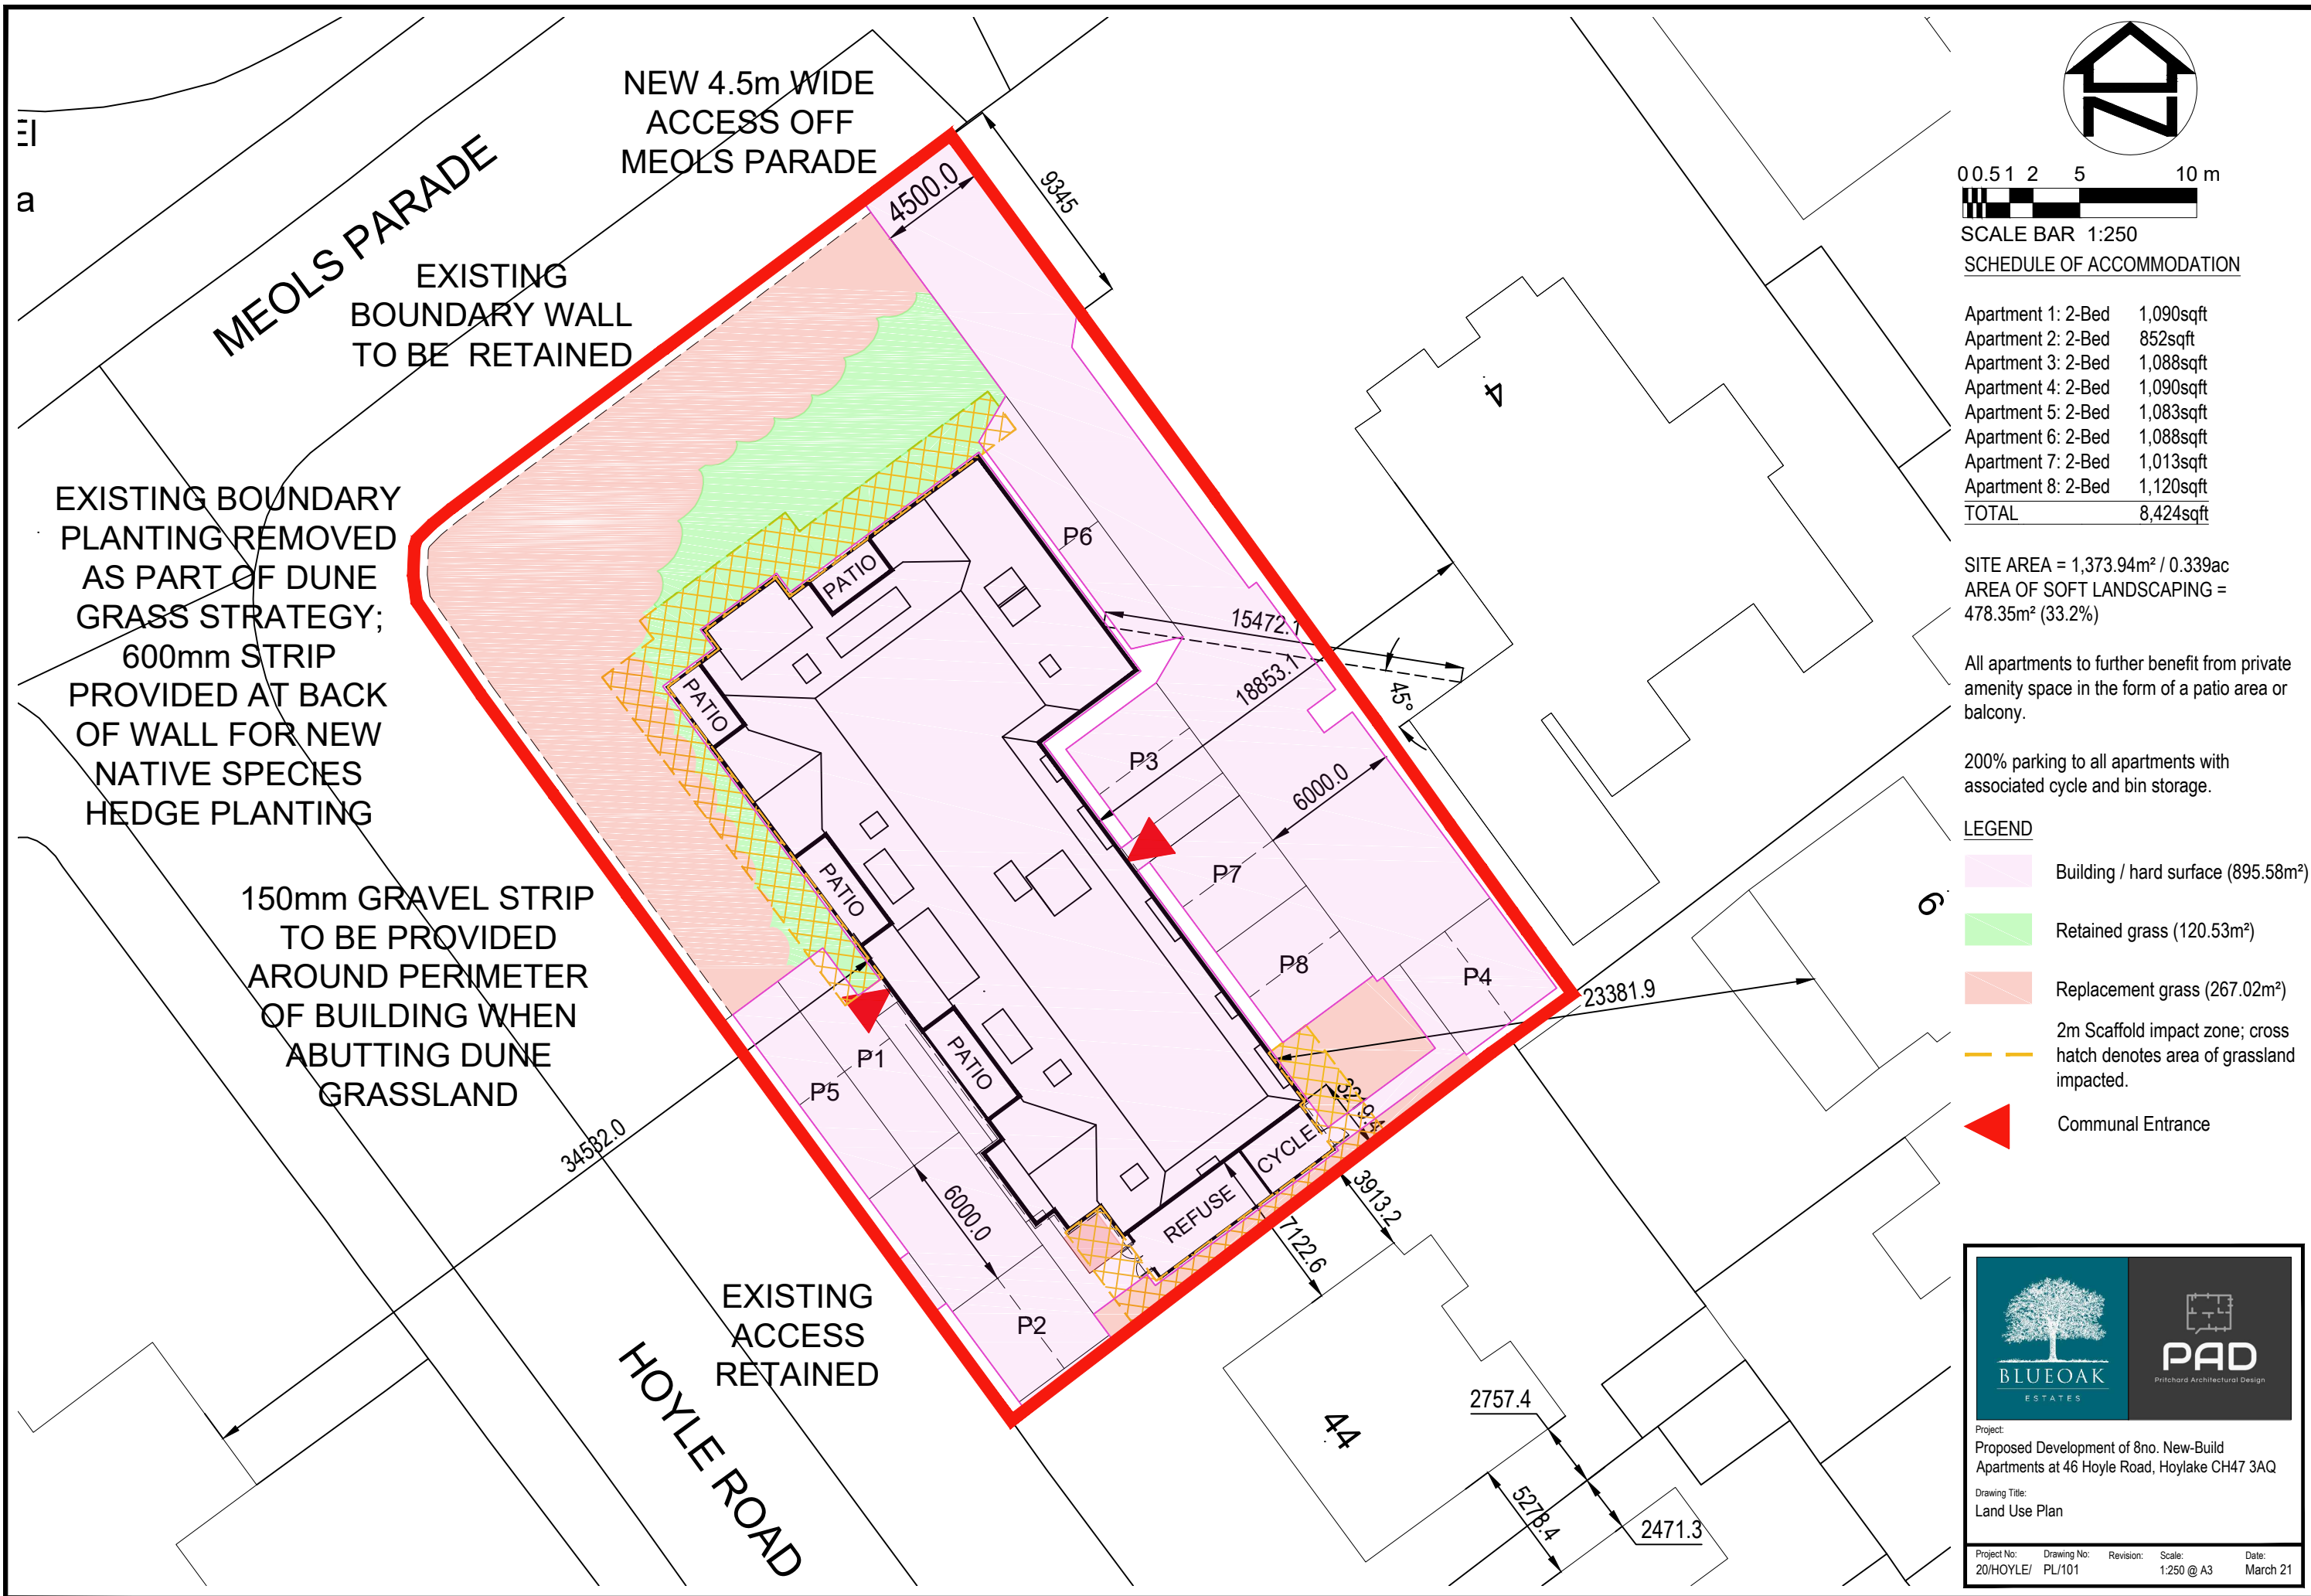 EI
a
NEW 4.5m WIDE
ACCESS OFF
MEOLS PARADE
MEOLS PARADE
EXISTING
BOUNDARY WALL
TO BE RETAINED
EXISTING BOUNDARY
PLANTING REMOVED
AS PART OF DUNE
GRASS STRATEGY;
600mm STRIP
PROVIDED AT BACK
OF WALL FOR NEW
NATIVE SPECIES
HEDGE PLANTING
150mm GRAVEL STRIP
TO BE PROVIDED
AROUND PERIMETER
OF BUILDING WHEN
ABUTTING DUNE
GRASSLAND
EXISTING
ACCESS
RETAINED
HOYLE ROAD
4500.0
9345
4
P6
PATIO
15472.1
18853.1
45°
PATIO
P3
6000.0
PATIO
P7
P8
P4
6
23381.9
P1
PATIO
P5
34532.0
6000.0
CYCLE
REFUSE
3913.2
7122.6
P2
44
2757.4
5278.4
2471.3
N
0 0.5 1 2 5 10 m
SCALE BAR 1:250
SCHEDULE OF ACCOMMODATION
Apartment 1: 2-Bed 1,090sqft
Apartment 2: 2-Bed 852sqft
Apartment 3: 2-Bed 1,088sqft
Apartment 4: 2-Bed 1,090sqft
Apartment 5: 2-Bed 1,083sqft
Apartment 6: 2-Bed 1,088sqft
Apartment 7: 2-Bed 1,013sqft
Apartment 8: 2-Bed 1,120sqft
TOTAL 8,424sqft
SITE AREA = 1,373.94m² / 0.339ac
AREA OF SOFT LANDSCAPING =
478.35m² (33.2%)
All apartments to further benefit from private
amenity space in the form of a patio area or
balcony.
200% parking to all apartments with
associated cycle and bin storage.
LEGEND
Building / hard surface (895.58m²)
Retained grass (120.53m²)
Replacement grass (267.02m²)
2m Scaffold impact zone; cross
hatch denotes area of grassland
impacted.
Communal Entrance
BLUEOAK
ESTATES
PAD
Pritchard Architectural Design
Project:
Proposed Development of 8no. New-Build
Apartments at 46 Hoyle Road, Hoylake CH47 3AQ
Drawing Title:
Land Use Plan
Project No: Drawing No: Revision: Scale: Date:
20/HOYLE/ PL/101 1:250 @ A3 March 21